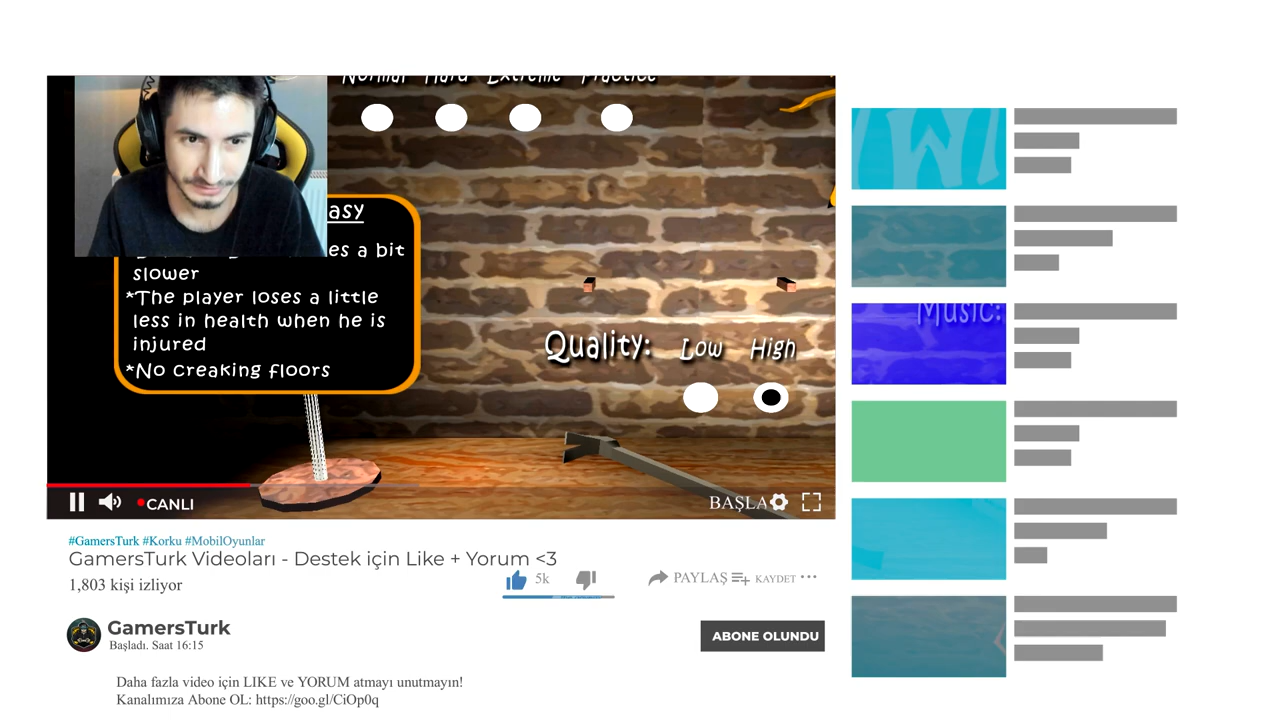 Normal Hard Extreme Practice
asy
es a bit
slower
*The player loses a little
less in health when he is
injured
*No creaking floors
Quality: Low High
CANLI
BAŞLA
Music:
#GamersTurk #Korku #MobilOyunlar
GamersTurk Videoları - Destek için Like + Yorum <3
1,803 kişi izliyor
5k
PAYLAŞ
KAYDET
GamersTurk
Başladı. Saat 16:15
ABONE OLUNDU
Daha fazla video için LIKE ve YORUM atmayı unutmayın!
Kanalımıza Abone OL: https://goo.gl/CiOp0q